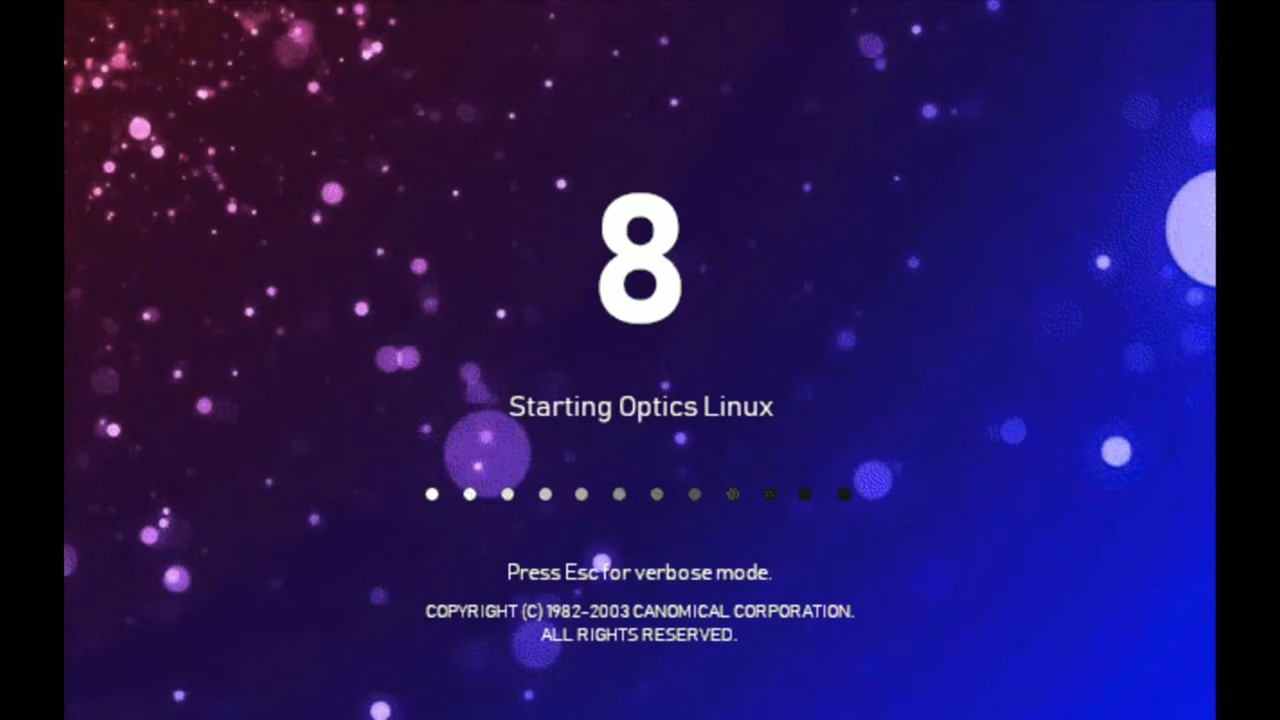 8
Starting Optics Linux
Press Esc for verbose mode.
COPYRIGHT (C) 1982-2003 CANOMICAL CORPORATION.
ALL RIGHTS RESERVED.